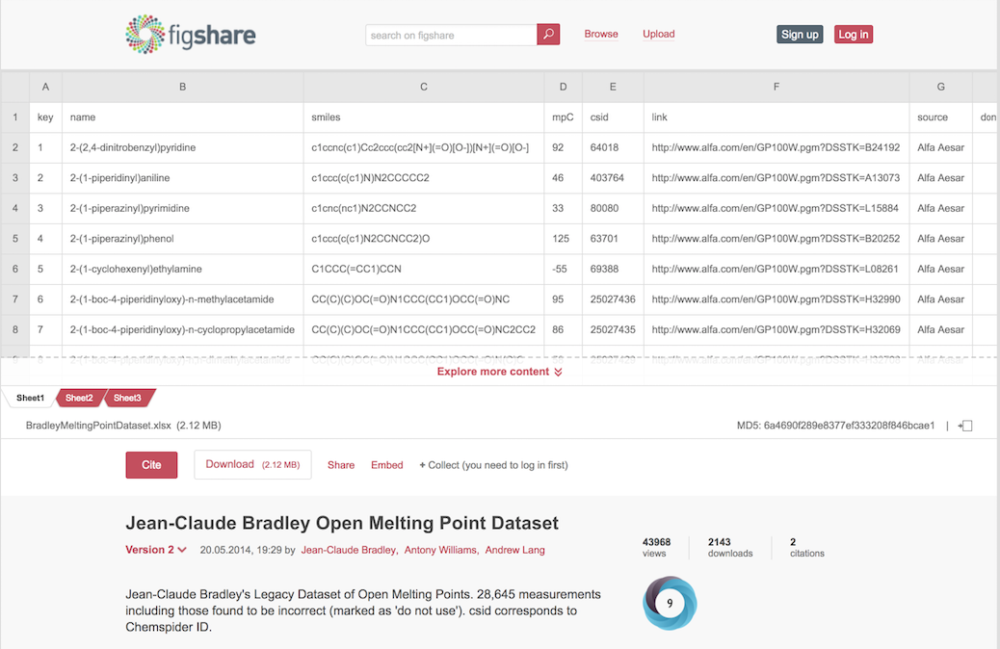 figshare
search on figshare
Browse
Upload
Sign up
Log in
A B C D E F G
1 key name smiles mpC csid link source don
2 1 2-(2,4-dinitrobenzyl)pyridine c1ccnc(c1)Cc2ccc(cc2[N+](=O)[O-])[N+](=O)[O-] 92 64018 http://www.alfa.com/en/GP100W.pgm?DSSTK=B24192 Alfa Aesar
3 2 2-(1-piperidinyl)aniline c1ccc(c(c1)N)N2CCCCC2 46 403764 http://www.alfa.com/en/GP100W.pgm?DSSTK=A13073 Alfa Aesar
4 3 2-(1-piperazinyl)pyrimidine c1cnc(nc1)N2CCNCC2 33 80080 http://www.alfa.com/en/GP100W.pgm?DSSTK=L15884 Alfa Aesar
5 4 2-(1-piperazinyl)phenol c1ccc(c(c1)N2CCNCC2)O 125 63701 http://www.alfa.com/en/GP100W.pgm?DSSTK=B20252 Alfa Aesar
6 5 2-(1-cyclohexenyl)ethylamine C1CCC(=CC1)CCN -55 69388 http://www.alfa.com/en/GP100W.pgm?DSSTK=L08261 Alfa Aesar
7 6 2-(1-boc-4-piperidinyloxy)-n-methylacetamide CC(C)(C)OC(=O)N1CCC(CC1)OCC(=O)NC 95 25027436 http://www.alfa.com/en/GP100W.pgm?DSSTK=H32990 Alfa Aesar
8 7 2-(1-boc-4-piperidinyloxy)-n-cyclopropylacetamide CC(C)(C)OC(=O)N1CCC(CC1)OCC(=O)NC2CC2 86 25027435 http://www.alfa.com/en/GP100W.pgm?DSSTK=H32069 Alfa Aesar
Explore more content
Sheet1 Sheet2 Sheet3
BradleyMeltingPointDataset.xlsx (2.12 MB)
MD5: 6a4690f289e8377ef333208f846bcae1 |
Cite
Download (2.12 MB)
Share
Embed
+ Collect (you need to log in first)
Jean-Claude Bradley Open Melting Point Dataset
Version 2 20.05.2014, 19:29 by Jean-Claude Bradley, Antony Williams, Andrew Lang
43968 2143 2
views downloads citations
9
Jean-Claude Bradley's Legacy Dataset of Open Melting Points. 28,645 measurements
including those found to be incorrect (marked as 'do not use'). csid corresponds to
Chemspider ID.